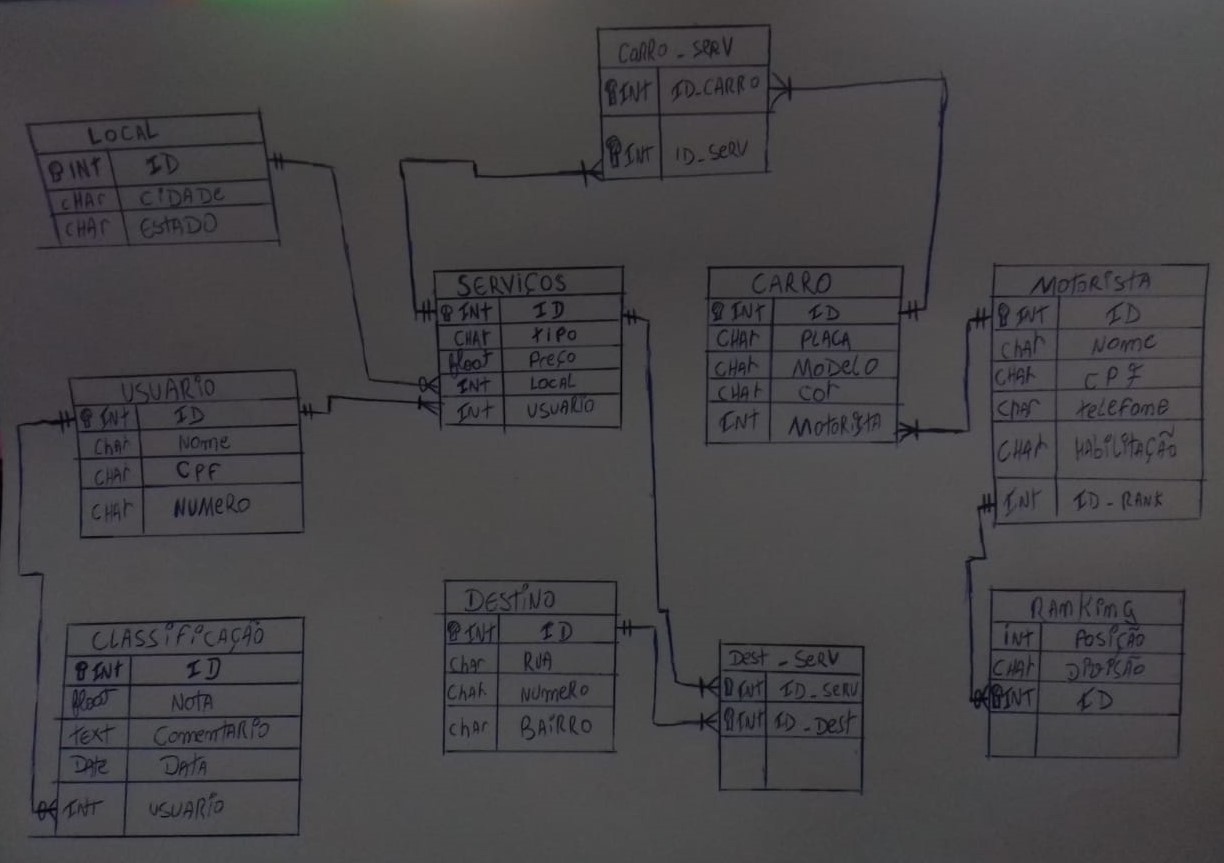 CARRO_SERV
INT ID_CARRO
INT ID_SERV
LOCAL
INT ID
CHAR CIDADE
CHAR ESTADO
SERVIÇOS
INT ID
CHAR TIPO
float Preço
INT LOCAL
INT USUARIO
CARRO
INT ID
CHAR PLACA
CHAR MODELO
CHAR COR
INT MOTORISTA
MOTORISTA
INT ID
CHAR NOME
CHAR CPF
CHAR TELEFONE
CHAR HABILITAÇÃO
INT ID_RANK
USUARIO
INT ID
CHAR NOME
CHAR CPF
CHAR NUMERO
CLASSIFICAÇÃO
INT ID
float NOTA
TEXT COMENTARIO
DATE DATA
INT USUARIO
DESTINO
INT ID
Char RUA
CHAR NUMERO
char BAIRRO
Dest_SERV
INT ID_SERV
INT ID_Dest
RANKING
INT POSIÇÃO
CHAR
INT ID